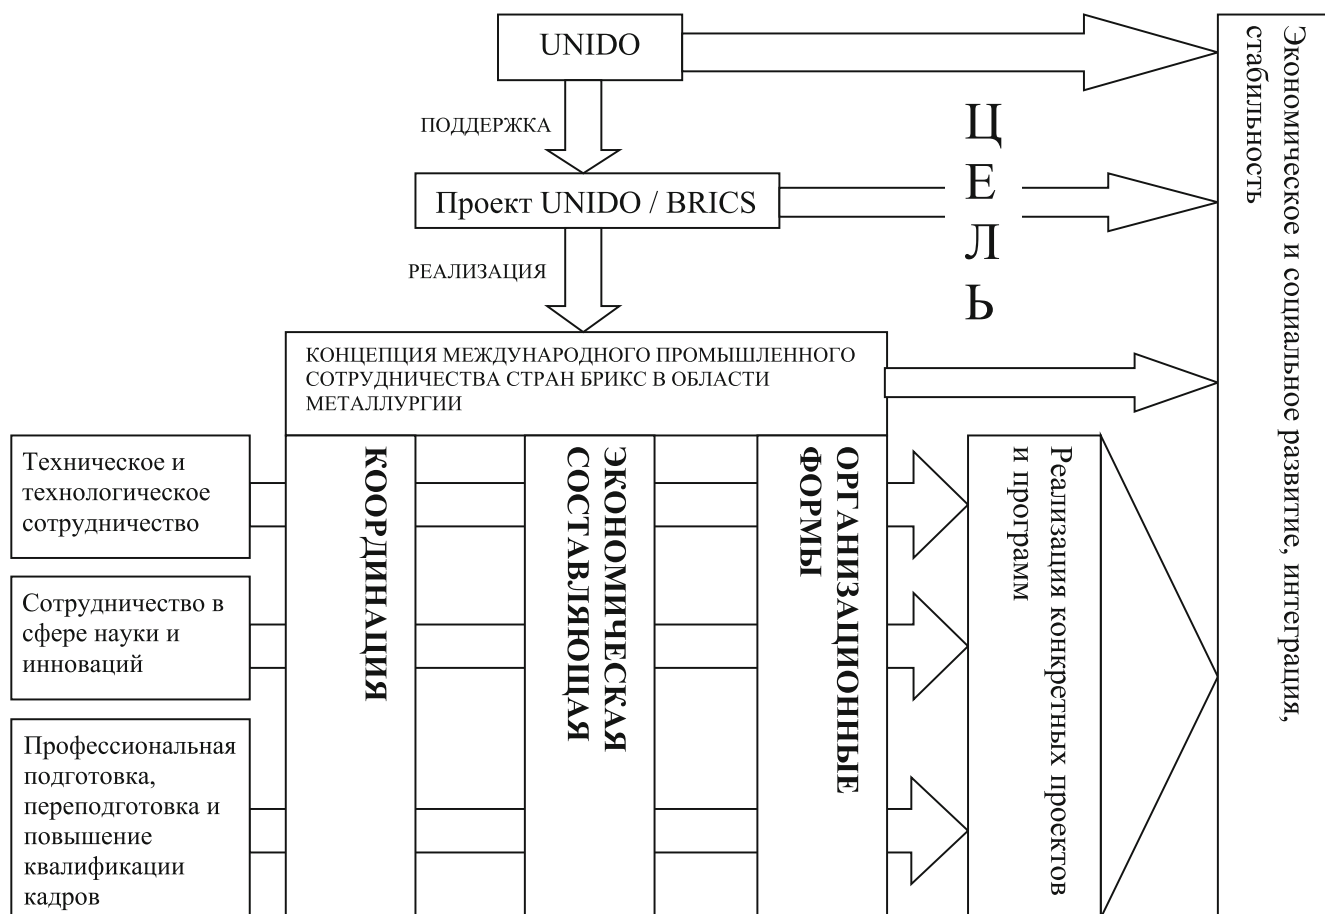 UNIDO
ПОДДЕРЖКА
Проект UNIDO / BRICS
РЕАЛИЗАЦИЯ
ЦЕЛЬ
КОНЦЕПЦИЯ МЕЖДУНАРОДНОГО ПРОМЫШЛЕННОГО
СОТРУДНИЧЕСТВА СТРАН БРИКС В ОБЛАСТИ
МЕТАЛЛУРГИИ
Техническое и
технологическое
сотрудничество
Сотрудничество в
сфере науки и
инноваций
Профессиональная
подготовка,
переподготовка и
повышение
квалификации
кадров
КООРДИНАЦИЯ
ЭКОНОМИЧЕСКАЯ
СОСТАВЛЯЮЩАЯ
ОРГАНИЗАЦИОННЫЕ
ФОРМЫ
Реализация конкретных проектов
и программ
Экономическое и социальное развитие, интеграция,
стабильность